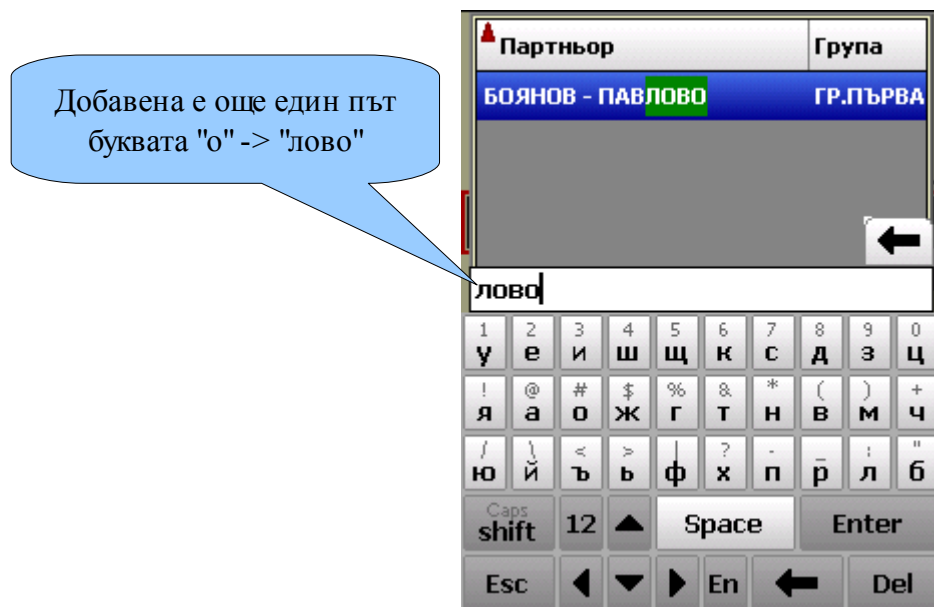 Партньор Група
БОЯНОВ - ПАВЛОВО ГР.ПЪРВА
Добавена е още един път
буквата "о" -> "лово"
лово
1 2 3 4 5 6 7 8 9 0
у е и ш щ к с д з ц
! @ # $ % & * ( ) +
я а о ж г т н в м ч
/ \ < > | ? - _ : "
ю й ъ ь ф х п р л б
Caps
shift 12 Space Enter
Esc En Del